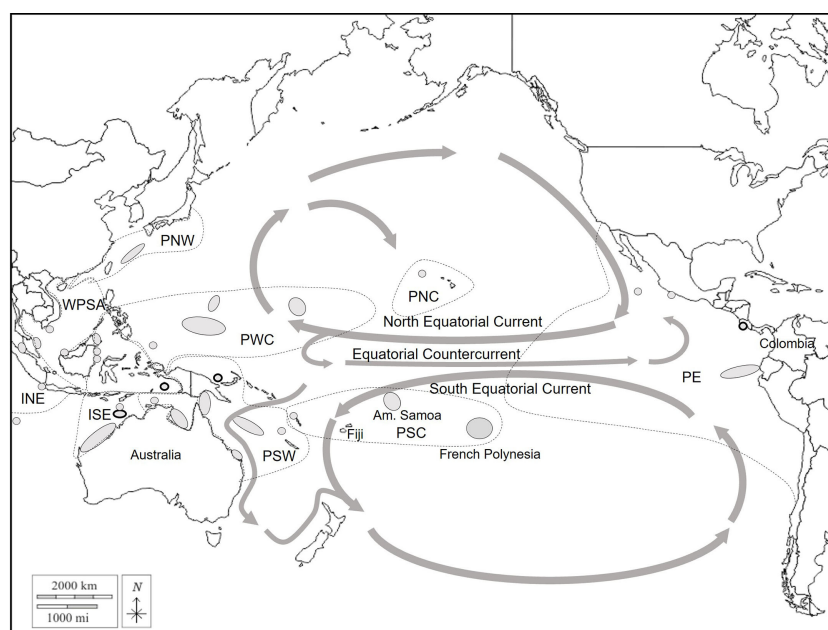 PNW
WPSA
PNC
PWC
North Equatorial Current
Equatorial Countercurrent
Colombia
PE
INE
South Equatorial Current
ISE
Am. Samoa
PSC
Fiji
French Polynesia
Australia
PSW
2000 km
1000 mi
N